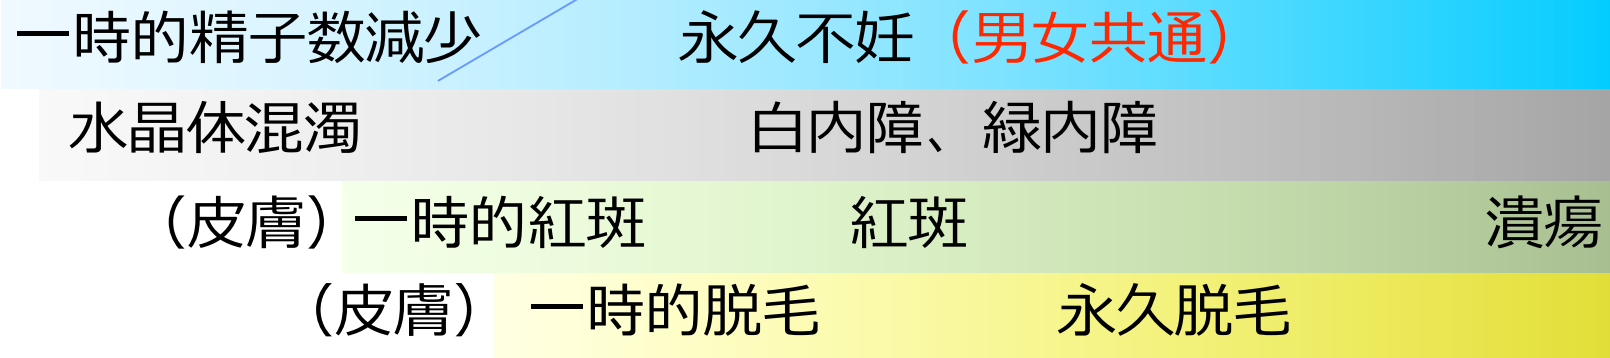 一時的精子数減少 永久不妊（男女共通）
水晶体混濁 白内障、緑内障
（皮膚）一時的紅斑 紅斑 潰瘍
（皮膚） 一時的脱毛 永久脱毛